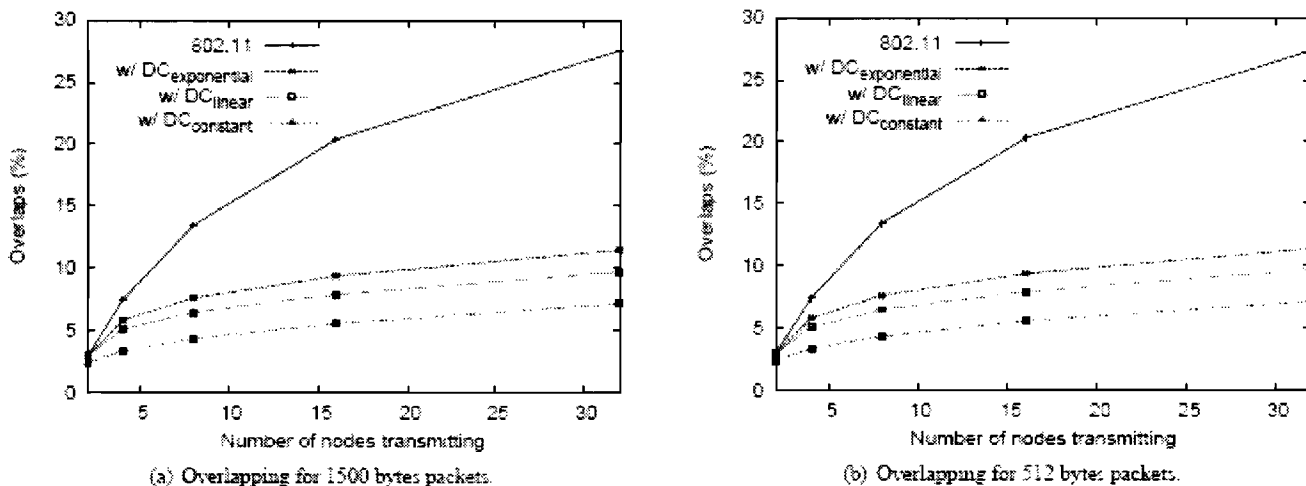 30
25
20
15
10
5
0
Overlaps (%)
802.11
w/ DCexponential
w/ DClinear
w/ DCconstant
5 10 15 20 25 30
Number of nodes transmitting
(a) Overlapping for 1500 bytes packets.
30
25
20
15
10
5
0
Overlaps (%)
802.11
w/ DCexponential
w/ DClinear
w/ DCconstant
5 10 15 20 25 30
Number of nodes transmitting
(b) Overlapping for 512 bytes packets.